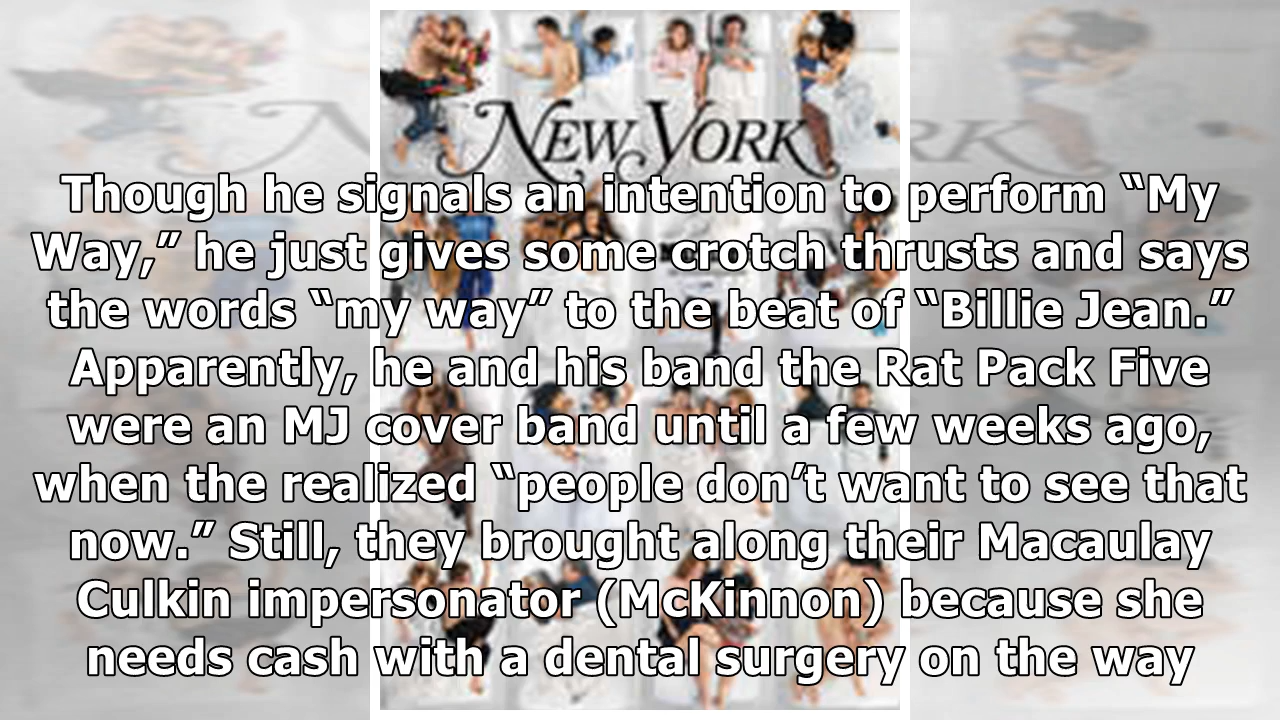 NEW YORK
Though he signals an intention to perform “My
Way,” he just gives some crotch thrusts and says
the words “my way” to the beat of “Billie Jean.”
Apparently, he and his band the Rat Pack Five
were an MJ cover band until a few weeks ago,
when the realized “people don’t want to see that
now.” Still, they brought along their Macaulay
Culkin impersonator (McKinnon) because she
needs cash with a dental surgery on the way